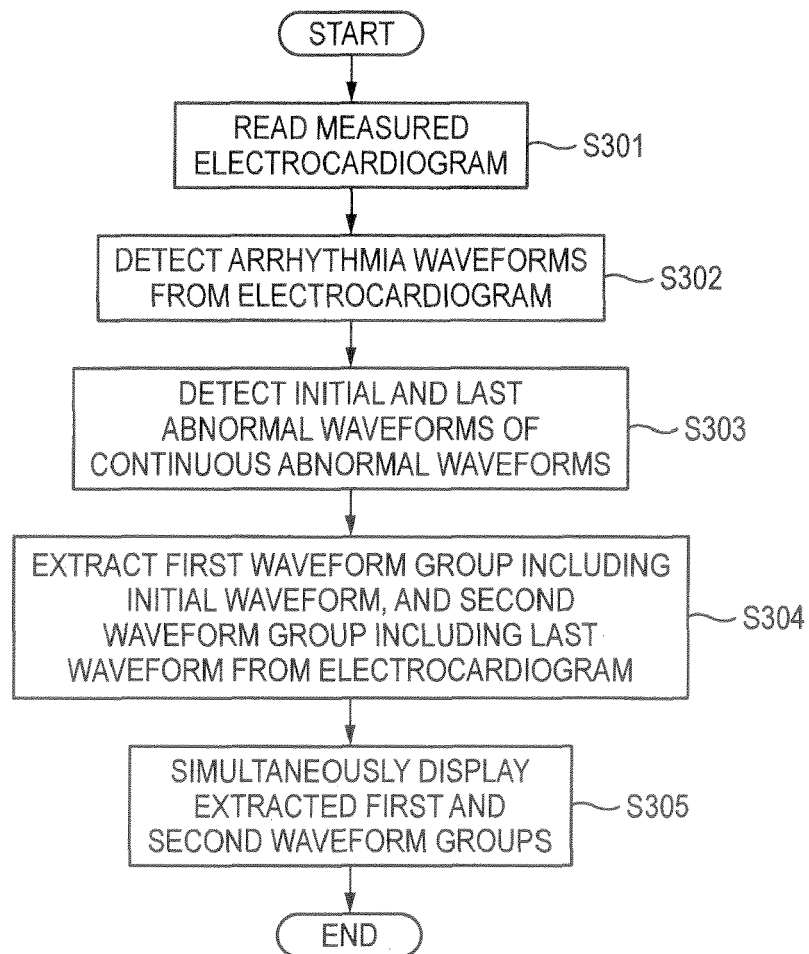 START
READ MEASURED
ELECTROCARDIOGRAM
S301
DETECT ARRHYTHMIA WAVEFORMS
FROM ELECTROCARDIOGRAM
S302
DETECT INITIAL AND LAST
ABNORMAL WAVEFORMS OF
CONTINUOUS ABNORMAL WAVEFORMS
S303
EXTRACT FIRST WAVEFORM GROUP INCLUDING
INITIAL WAVEFORM, AND SECOND
WAVEFORM GROUP INCLUDING LAST
WAVEFORM FROM ELECTROCARDIOGRAM
S304
SIMULTANEOUSLY DISPLAY
EXTRACTED FIRST AND
SECOND WAVEFORM GROUPS
S305
END